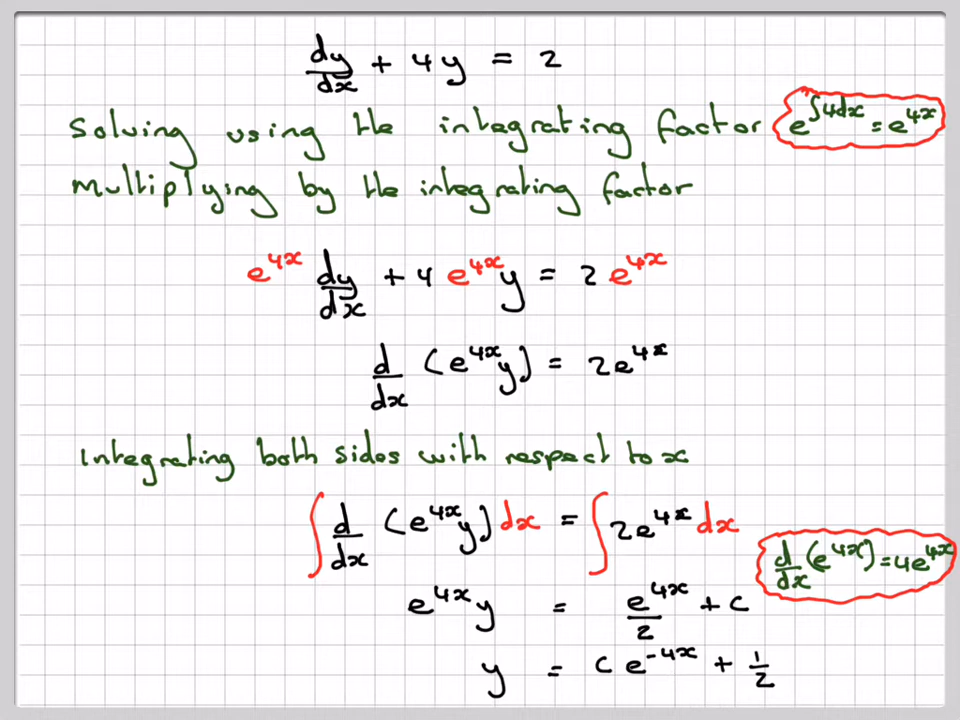 dy/dx + 4y = 2
Solving using the integrating factor e^∫4dx = e^4x
Multiplying by the integrating factor
e^4x dy/dx + 4 e^4x y = 2 e^4x
d/dx (e^4x y) = 2e^4x
Integrating both sides with respect to x
∫ d/dx (e^4x y) dx = ∫ 2e^4x dx
d/dx (e^4x) = 4e^4x
e^4x y = e^4x/2 + c
y = c e^-4x + 1/2